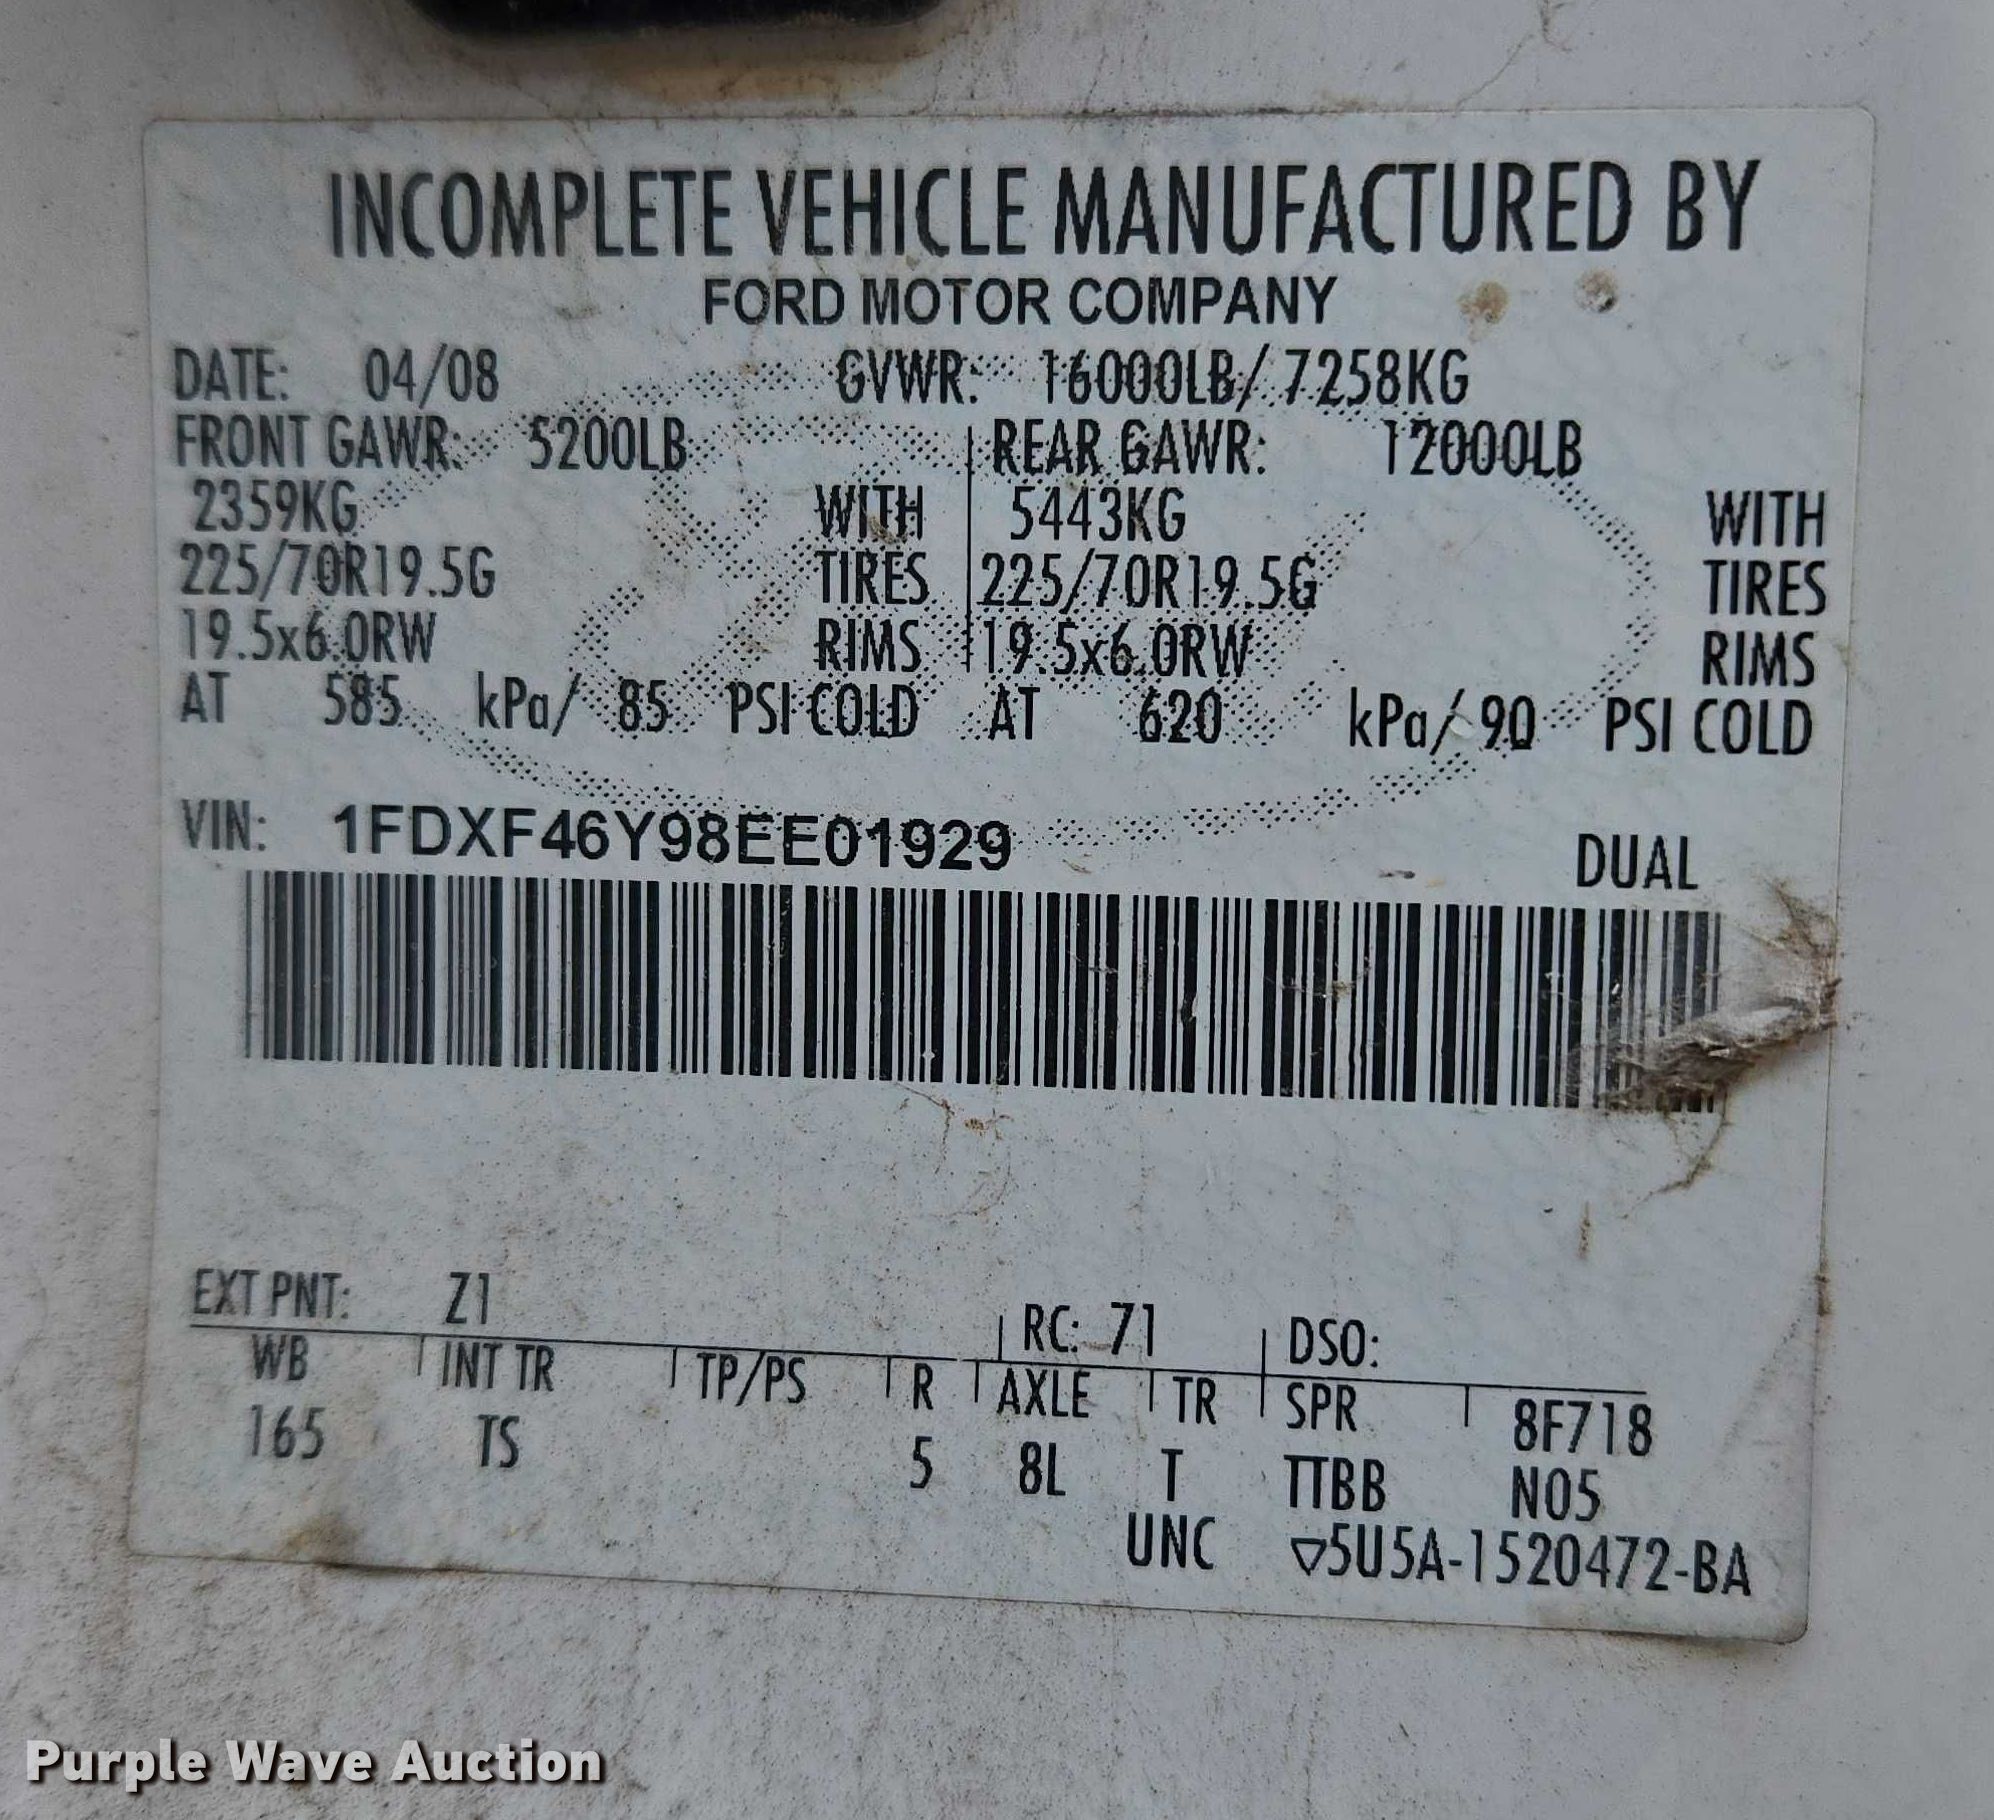 INCOMPLETE VEHICLE MANUFACTURED BY
FORD MOTOR COMPANY
DATE: 04/08 GVWR: 16000LB/ 7258KG
FRONT GAWR: 5200LB REAR GAWR: 12000LB
2359KG WITH 5443KG WITH
225/70R19.5G TIRES 225/70R19.5G TIRES
19.5x6.0RW RIMS 19.5x6.0RW RIMS
AT 585 kPa/ 85 PSI COLD AT 620 kPa/ 90 PSI COLD
VIN: 1FDXF46Y98EE01929
DUAL
EXT PNT: Z1 RC: 71 DSO:
WB INT TR TP/PS R AXLE TR SPR 8F718
165 TS 5 8L T TTBB N05
UNC ▽5U5A-1520472-BA
Purple Wave Auction